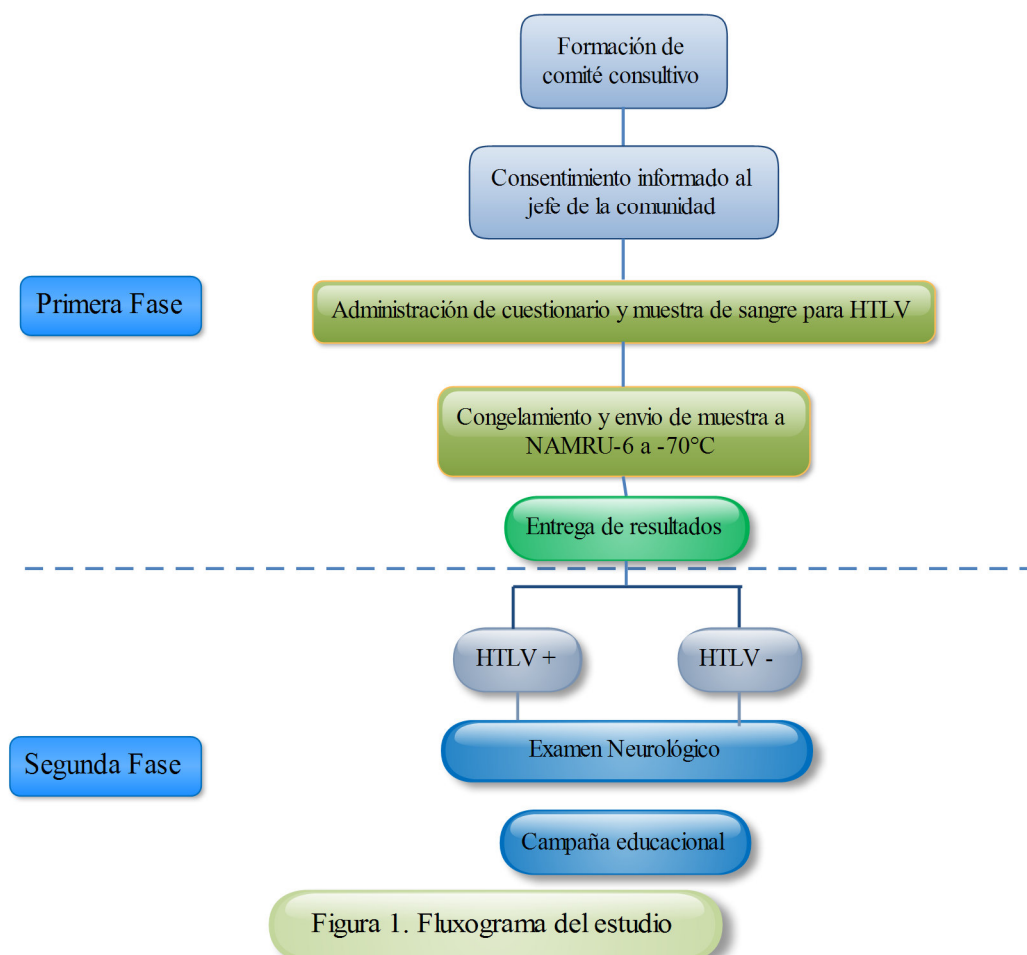 Formación de
comité consultivo
Consentimiento informado al
jefe de la comunidad
Primera Fase
Administración de cuestionario y muestra de sangre para HTLV
Congelamiento y envio de muestra a
NAMRU-6 a -70°C
Entrega de resultados
HTLV +
HTLV -
Segunda Fase
Examen Neurológico
Campaña educacional
Figura 1. Fluxograma del estudio